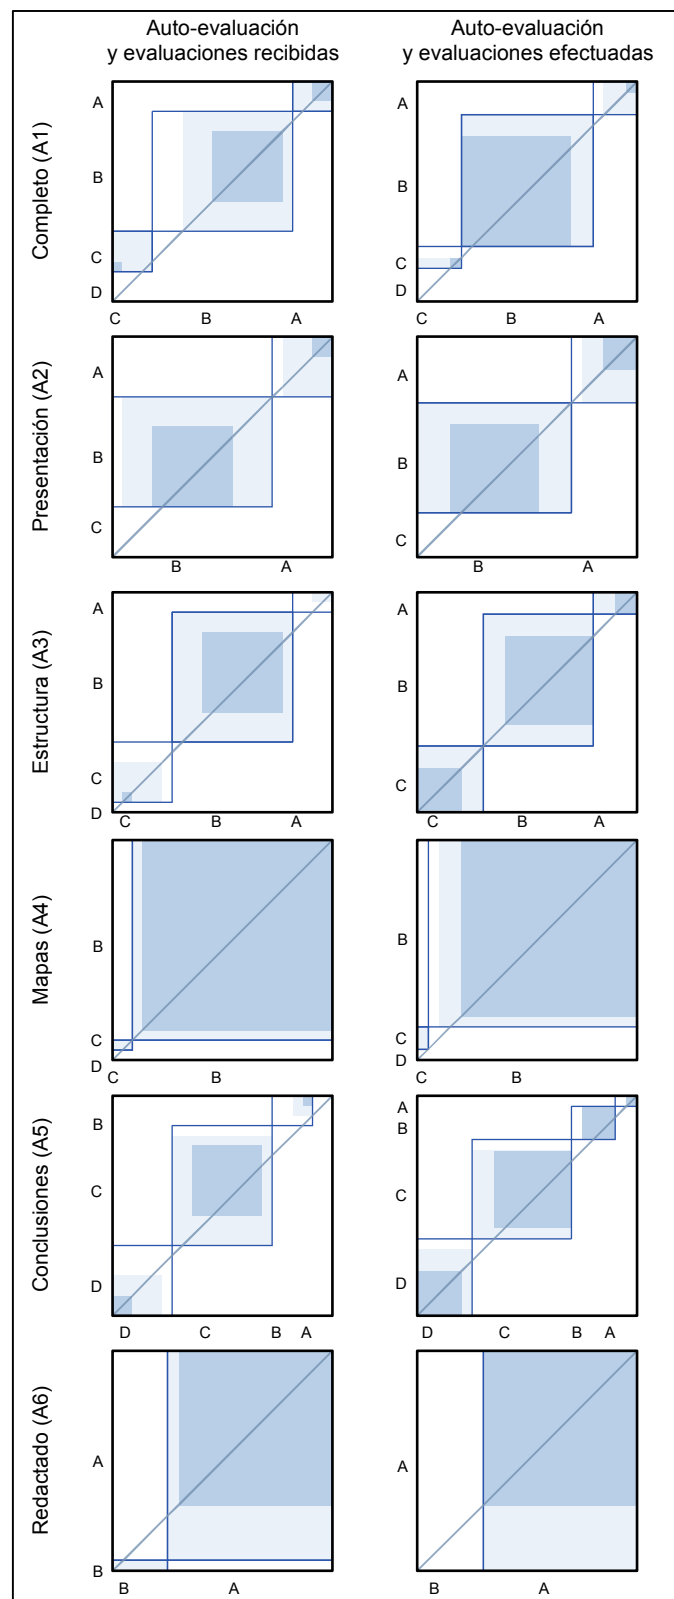 Auto-evaluación
y evaluaciones recibidas
Auto-evaluación
y evaluaciones efectuadas
Completo (A1)
A
B
C
D
C B A
A
B
C
D
C B A
Presentación (A2)
A
B
C
B A
A
B
C
B A
Estructura (A3)
A
B
C
D
C B A
A
B
C
C B A
Mapas (A4)
B
C
D
C B
B
C
D
C B
Conclusiones (A5)
B
C
D
D C B A
A
B
C
D
D C B A
Redactado (A6)
A
B
B A
A
B A